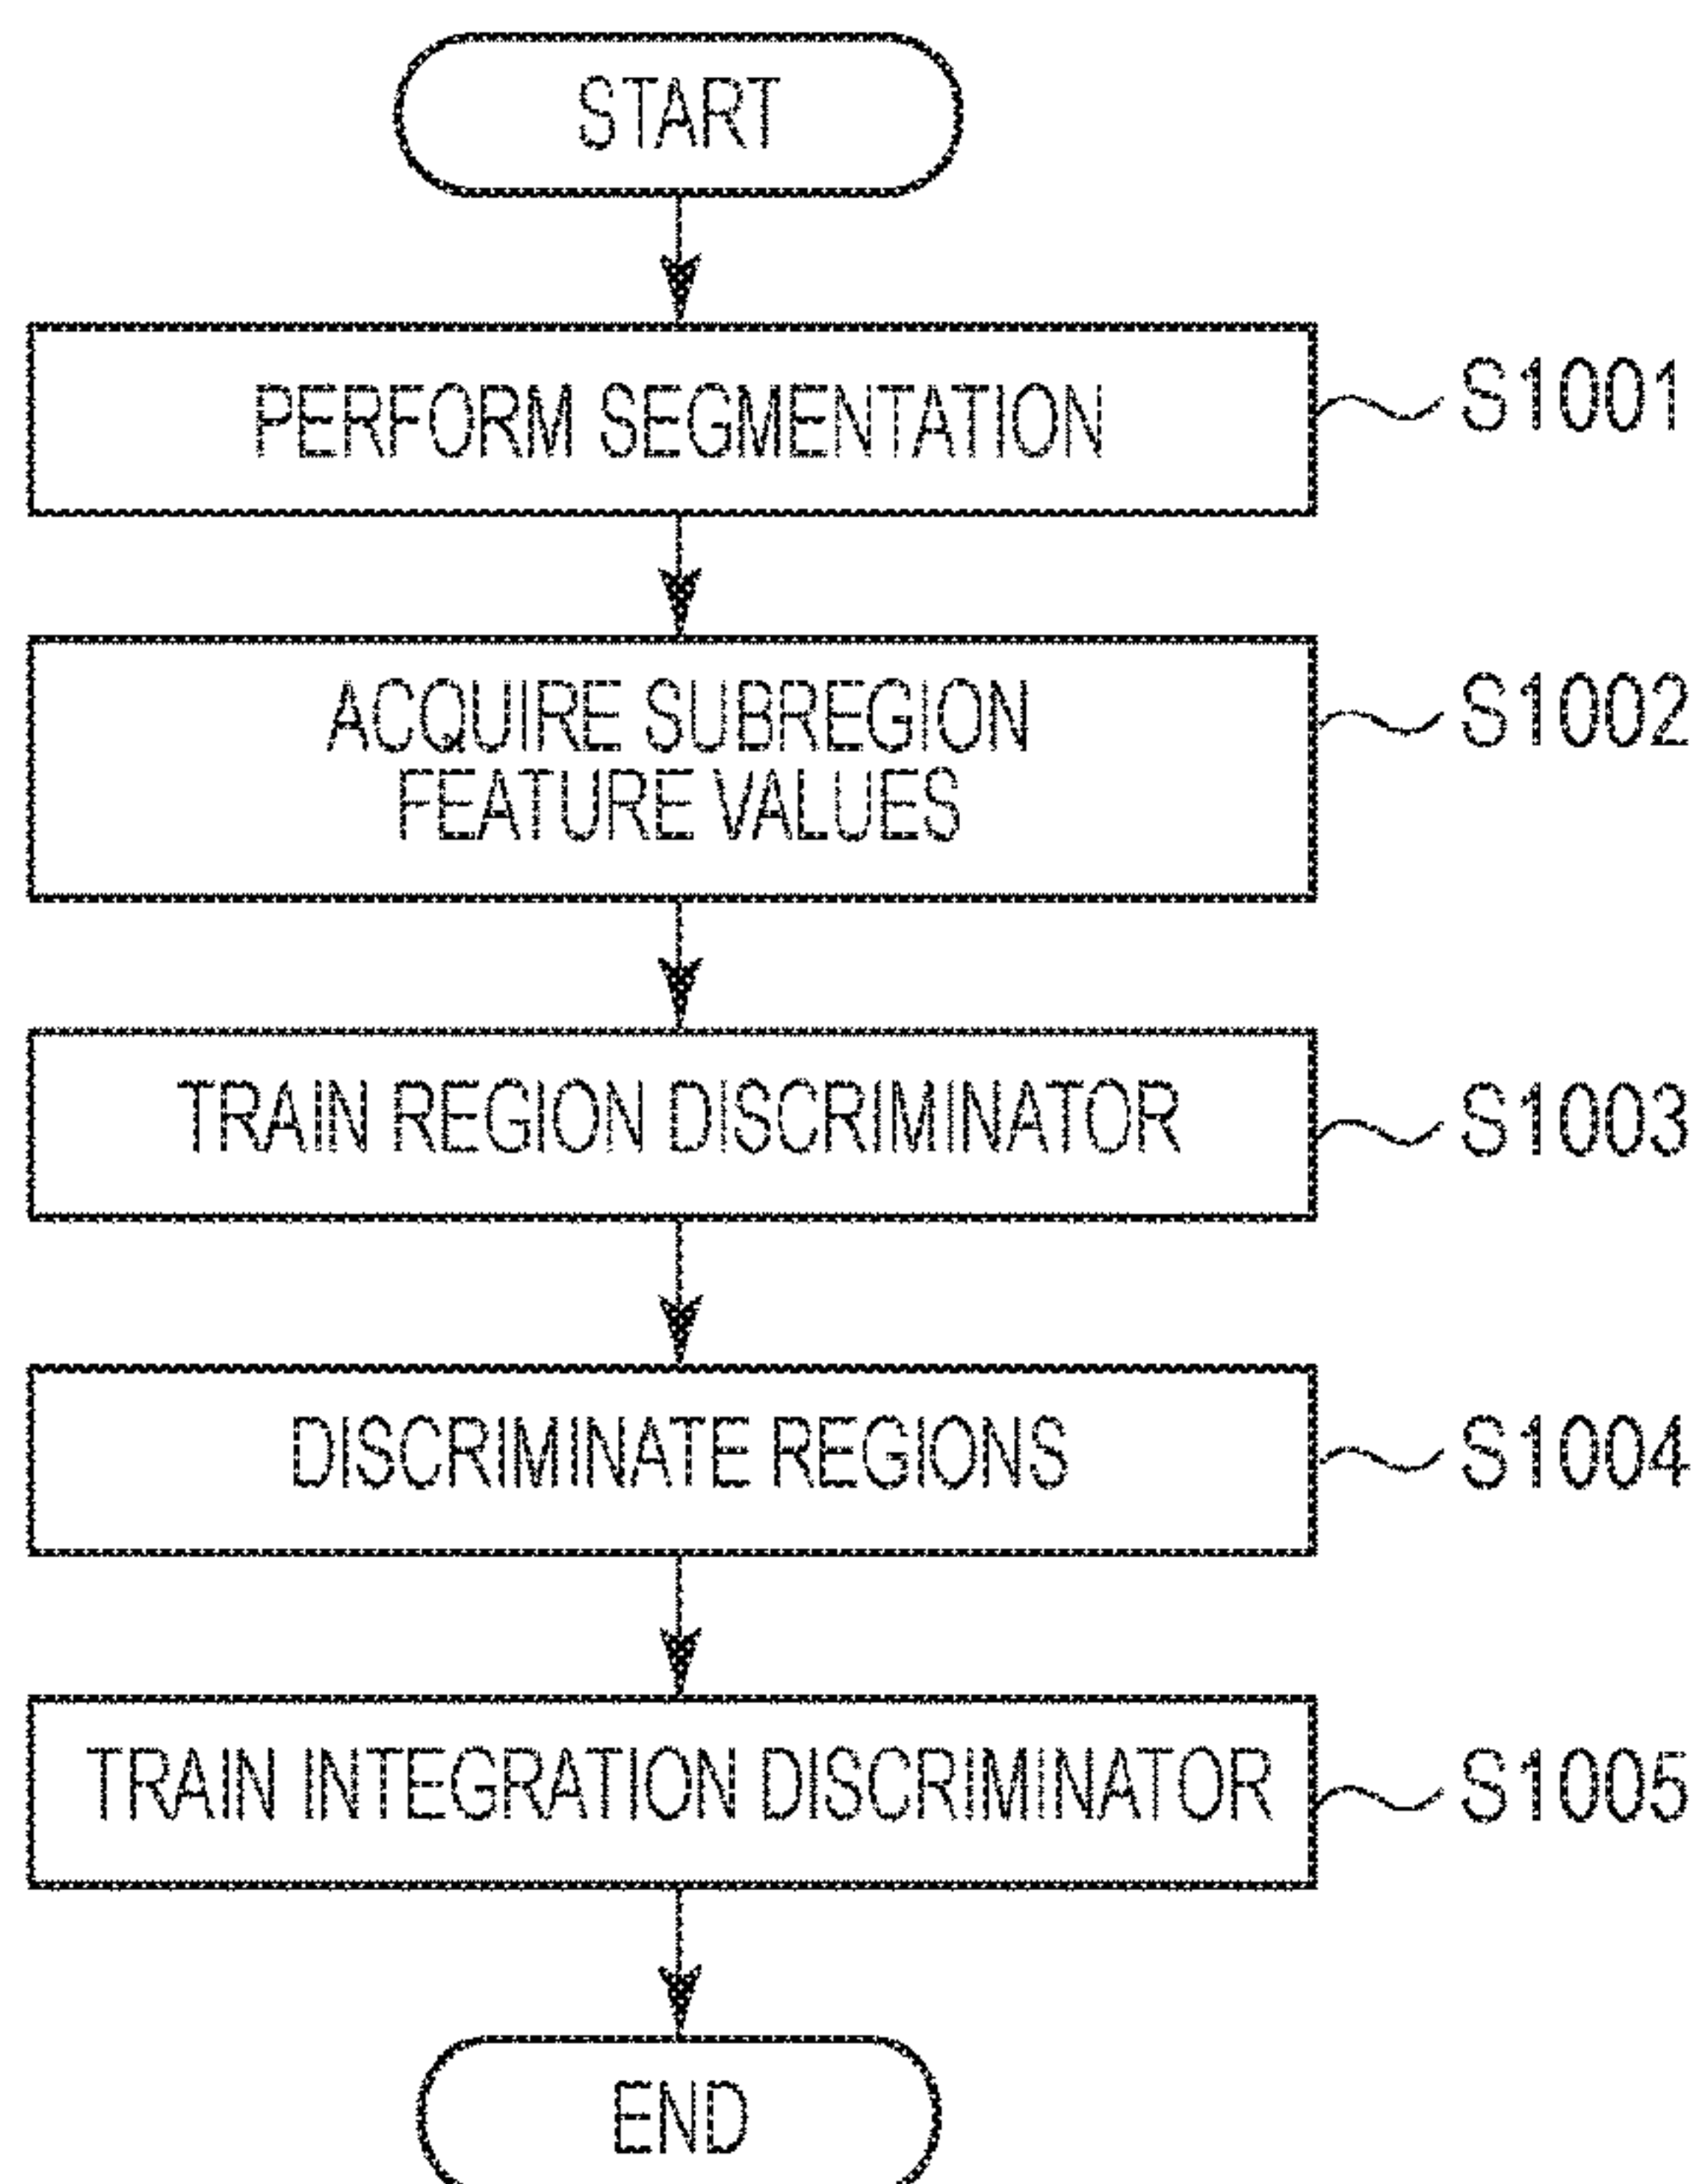 START
PERFORM SEGMENTATION
S1001
ACQUIRE SUBREGION
FEATURE VALUES
S1002
TRAIN REGION DISCRIMINATOR
S1003
DISCRIMINATE REGIONS
S1004
TRAIN INTEGRATION DISCRIMINATOR
S1005
END